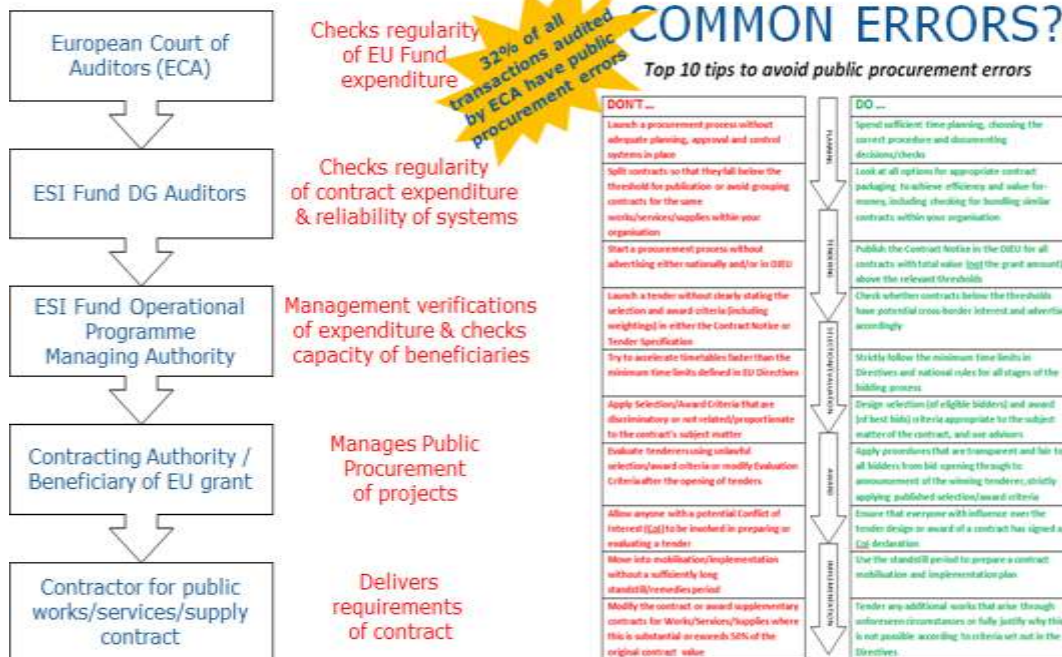 European Court of
Auditors (ECA)
Checks regularity
of EU Fund
expenditure
ESI Fund DG Auditors
Checks regularity
of contract expenditure
& reliability of systems
ESI Fund Operational
Programme
Managing Authority
Management verifications
of expenditure & checks
capacity of beneficiaries
Contracting Authority /
Beneficiary of EU grant
Manages Public
Procurement
of projects
Contractor for public
works/services/supply
contract
Delivers
requirements
of contract
32% of all
transactions audited
by ECA have public
procurement errors
COMMON ERRORS?
Top 10 tips to avoid public procurement errors
DON'T...
Launch a procurement process without
adequate planning, approval and control
systems in place
Split contracts so that they fall below the
threshold for publication or avoid grouping
contracts for the same
works/services/supplies within your
organisation
Start a procurement process without
advertising either nationally and/or in OJEU
Launch a tender without clearly stating the
selection and award criteria (including
weightings) in either the Contract Notice or
Tender Specification
Try to accelerate timetables faster than the
minimum time limits defined in EU Directives
Apply Selection/Award Criteria that are
discriminatory or not related/proportionate
to the contract's subject matter
Evaluate tenderers using unlawful
selection/award criteria or modify Evaluation
Criteria after the opening of tenders
Allow anyone with a potential Conflict of
Interest (CoI) to be involved in preparing or
evaluating a tender
Move into mobilisation/implementation
without a sufficiently long
standstill/remedies period
Modify the contract or award supplementary
contracts for Works/Services/Supplies where
this is substantial or exceeds 50% of the
original contract value
PLANNING
TENDERING
SELECTION/EVALUATION
AWARD
IMPLEMENTATION
DO ...
Spend sufficient time planning, choosing the
correct procedure and documenting
decisions/checks
Look at all options for appropriate contract
packaging to achieve efficiency and value-for-
money, including checking for bundling similar
contracts within your organisation
Publish the Contract Notice in the OJEU for all
contracts with total value (not the grant amount)
above the relevant thresholds
Check whether contracts below the thresholds
have potential cross-border interest and advertise
accordingly
Strictly follow the minimum time limits in
Directives and national rules for all stages of the
bidding process
Design selection (of eligible bidders) and award
(of best bids) criteria appropriate to the subject
matter of the contract, and use advisors
Apply procedures that are transparent and fair to
all bidders from bid opening through to
announcement of the winning tenderer, strictly
applying published selection/award criteria
Ensure that everyone with influence over the
tender design or award of a contract has signed a
CoI declaration
Use the standstill period to prepare a contract
mobilisation and implementation plan
Tender any additional works that arise through
unforeseen circumstances or fully justify why this
is not possible according to criteria set out in the
Directives